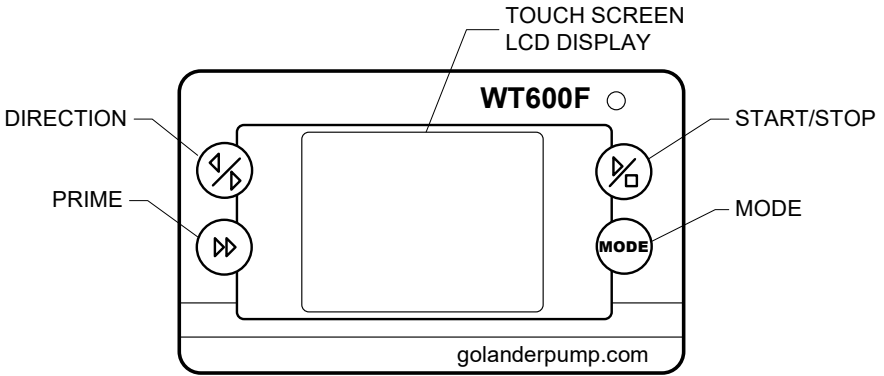 TOUCH SCREEN
LCD DISPLAY
WT600F
DIRECTION
START/STOP
PRIME
MODE
MODE
golanderpump.com